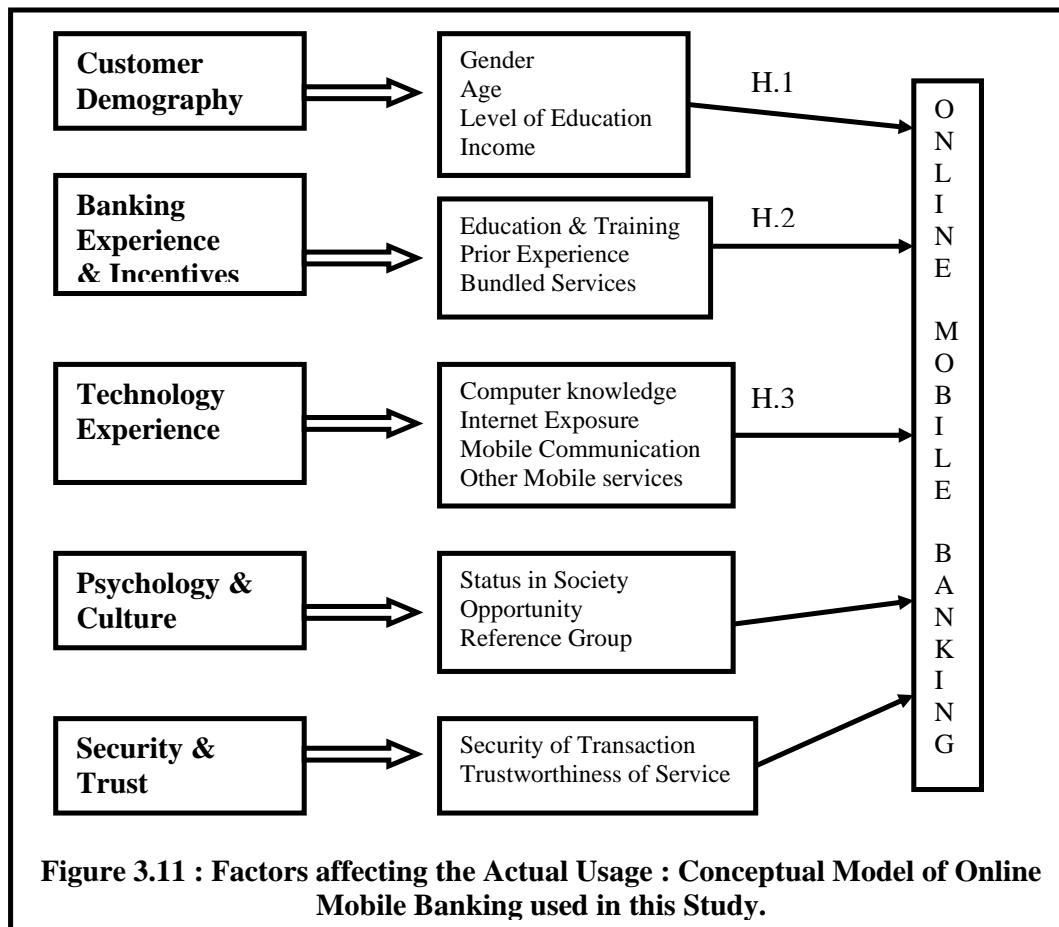 Customer
Demography
Gender
Age
Level of Education
Income
H.1
Banking
Experience
& Incentives
Education & Training
Prior Experience
Bundled Services
H.2
Technology
Experience
Computer knowledge
Internet Exposure
Mobile Communication
Other Mobile services
H.3
Psychology &
Culture
Status in Society
Opportunity
Reference Group
Security &
Trust
Security of Transaction
Trustworthiness of Service
O
N
L
I
N
E
M
O
B
I
L
E
B
A
N
K
I
N
G
Figure 3.11 : Factors affecting the Actual Usage : Conceptual Model of Online
Mobile Banking used in this Study.